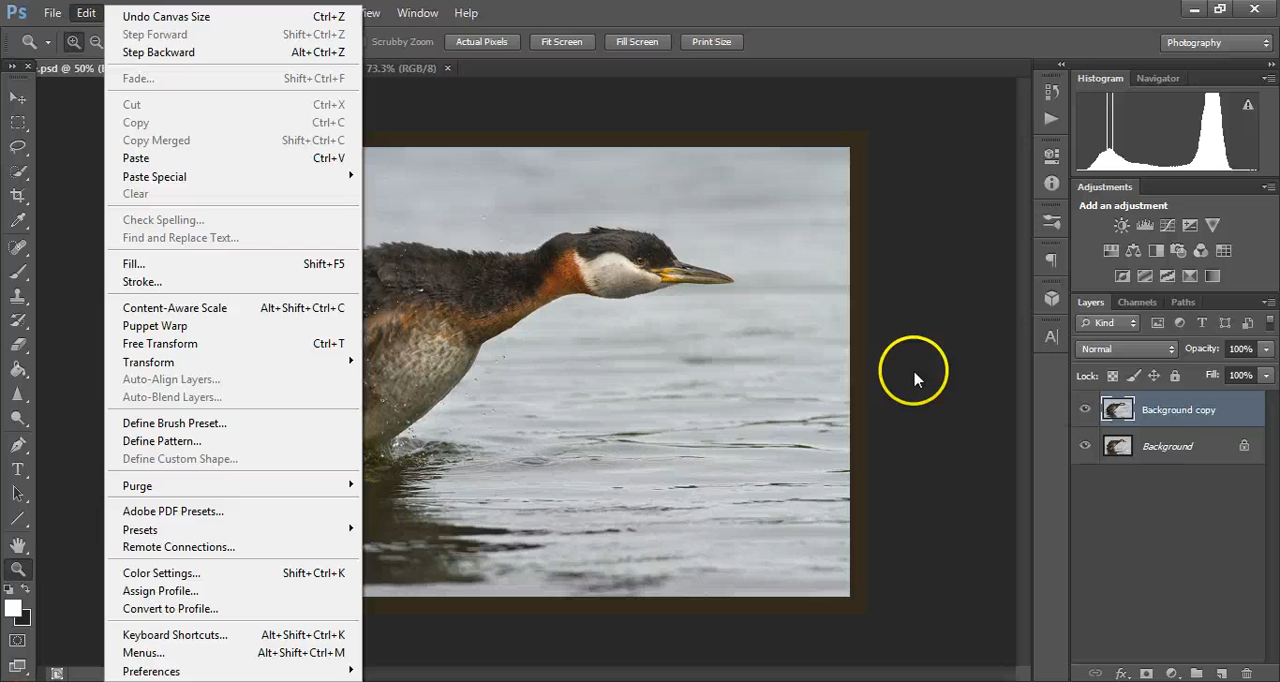 Ps File Edit View Window Help
Scrubby Zoom Actual Pixels Fit Screen Fill Screen Print Size Photography
.psd @ 50% 73.3% (RGB/8) ×
Undo Canvas Size Ctrl+Z
Step Forward Shift+Ctrl+Z
Step Backward Alt+Ctrl+Z
Fade... Shift+Ctrl+F
Cut Ctrl+X
Copy Ctrl+C
Copy Merged Shift+Ctrl+C
Paste Ctrl+V
Paste Special
Clear
Check Spelling...
Find and Replace Text...
Fill... Shift+F5
Stroke...
Content-Aware Scale Alt+Shift+Ctrl+C
Puppet Warp
Free Transform Ctrl+T
Transform
Auto-Align Layers...
Auto-Blend Layers...
Define Brush Preset...
Define Pattern...
Define Custom Shape...
Purge
Adobe PDF Presets...
Presets
Remote Connections...
Color Settings... Shift+Ctrl+K
Assign Profile...
Convert to Profile...
Keyboard Shortcuts... Alt+Shift+Ctrl+K
Menus... Alt+Shift+Ctrl+M
Preferences
Histogram Navigator
Adjustments
Add an adjustment
Layers Channels Paths
Kind
Normal Opacity: 100%
Lock: Fill: 100%
Background copy
Background